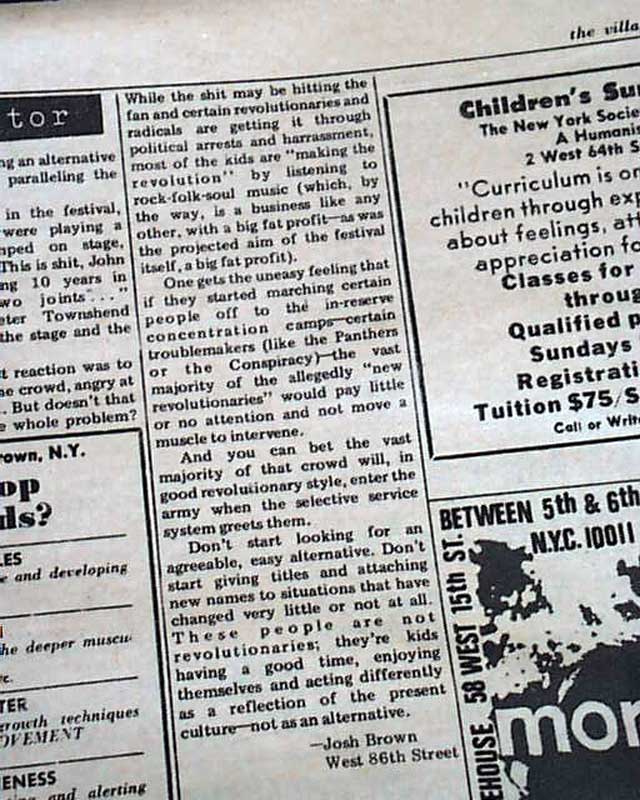 the villa
tor
ng an alternative
paralleling the
in the festival,
were playing a
ped on stage,
This is shit, John
ng 10 years in
wo joints..."
eter Townshend
the stage and the
t reaction was to
e crowd, angry at
. But doesn't that
e whole problem?
rown, N.Y.
op
ds?
LES
e and developing
he deeper muscu-
c.
TER
growth techniques
OVEMENT
ENESS
and alerting
While the shit may be hitting the
fan and certain revolutionaries and
radicals are getting it through
political arrests and harrassment,
most of the kids are "making the
revolution" by listening to
rock-folk-soul music (which, by
the way, is a business like any
other, with a big fat profit—as was
the projected aim of the festival
itself, a big fat profit).
One gets the uneasy feeling that
if they started marching certain
people off to the in-reserve
concentration camps—certain
troublemakers (like the Panthers
or the Conspiracy)—the vast
majority of the allegedly "new
revolutionaries" would pay little
or no attention and not move a
muscle to intervene.
And you can bet the vast
majority of that crowd will, in
good revolutionary style, enter the
army when the selective service
system greets them.
Don't start looking for an
agreeable, easy alternative. Don't
start giving titles and attaching
new names to situations that have
changed very little or not at all.
These people are not
revolutionaries; they're kids
having a good time, enjoying
themselves and acting differently
as a reflection of the present
culture—not as an alternative.
—Josh Brown
West 86th Street
Children's Su
The New York Socie
A Humanis
2 West 64th S
"Curriculum is on
children through exp
about feelings, att
appreciation fo
Classes for
throug
Qualified p
Sundays
Registrati
Tuition $75/S
Call or Write
BETWEEN 5th & 6th
N.Y.C. 10011
EHOUSE 58 WEST 15th ST.
mor